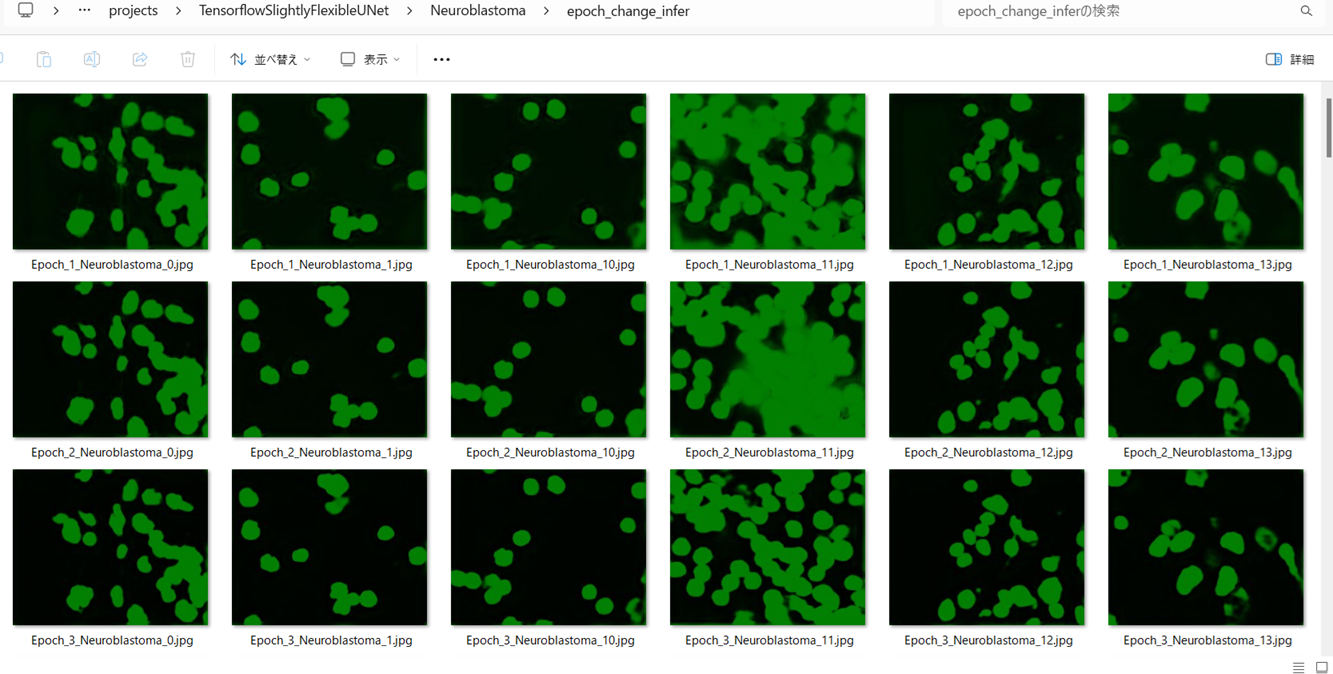 … projects TensorflowSlightlyFlexibleUNet Neuroblastoma epoch_change_infer epoch_change_inferの検索
並べ替え 表示 詳細
Epoch_1_Neuroblastoma_0.jpg Epoch_1_Neuroblastoma_1.jpg Epoch_1_Neuroblastoma_10.jpg Epoch_1_Neuroblastoma_11.jpg Epoch_1_Neuroblastoma_12.jpg Epoch_1_Neuroblastoma_13.jpg
Epoch_2_Neuroblastoma_0.jpg Epoch_2_Neuroblastoma_1.jpg Epoch_2_Neuroblastoma_10.jpg Epoch_2_Neuroblastoma_11.jpg Epoch_2_Neuroblastoma_12.jpg Epoch_2_Neuroblastoma_13.jpg
Epoch_3_Neuroblastoma_0.jpg Epoch_3_Neuroblastoma_1.jpg Epoch_3_Neuroblastoma_10.jpg Epoch_3_Neuroblastoma_11.jpg Epoch_3_Neuroblastoma_12.jpg Epoch_3_Neuroblastoma_13.jpg